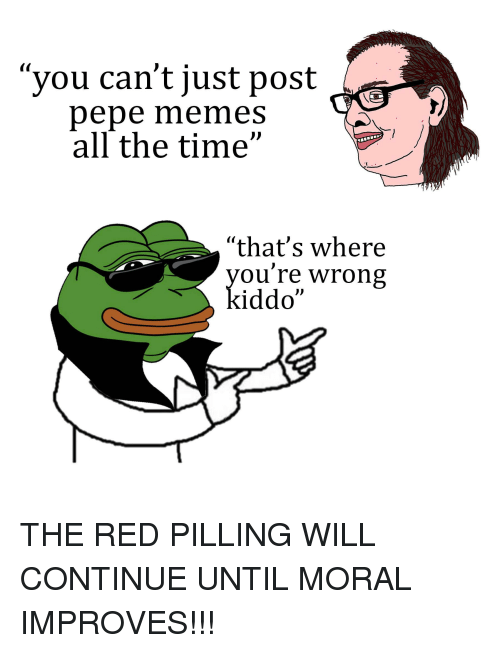 “you can’t just post
pepe memes
all the time”
“that’s where
you’re wrong
kiddo”
THE RED PILLING WILL
CONTINUE UNTIL MORAL
IMPROVES!!!